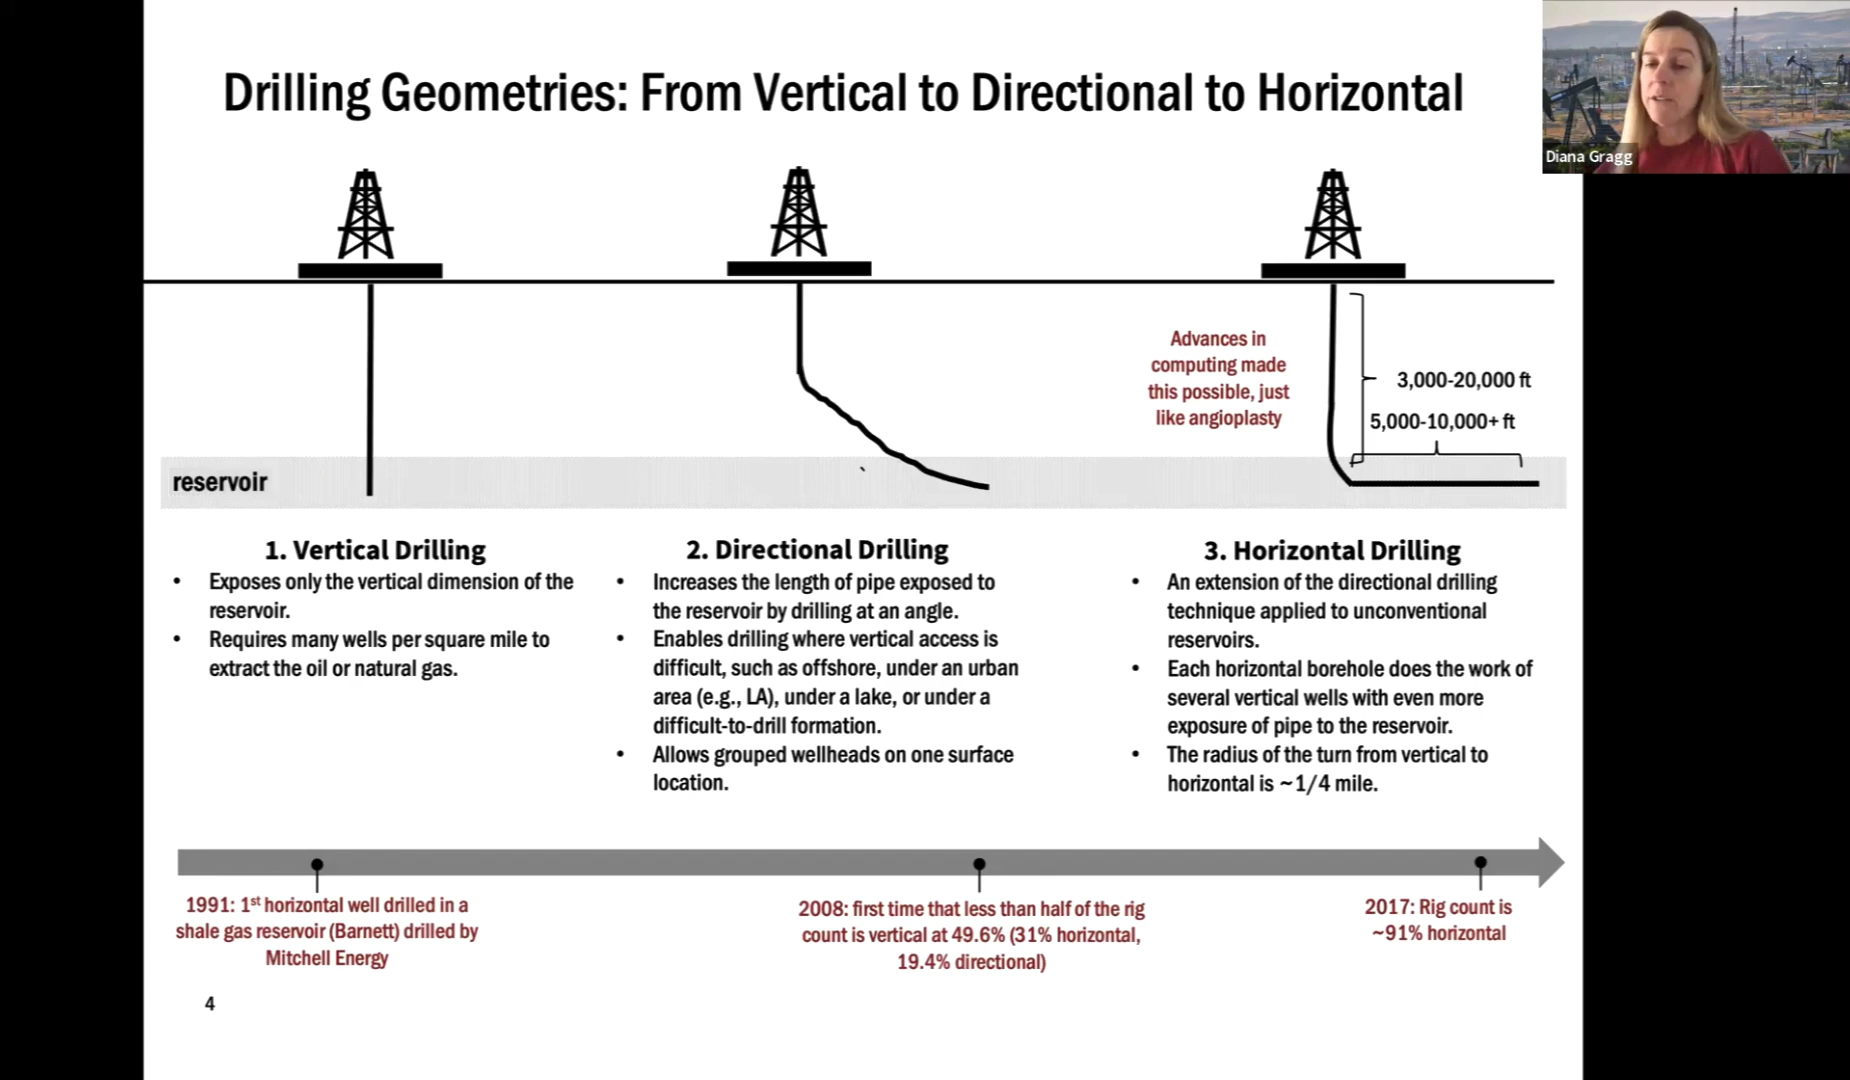 Drilling Geometries: From Vertical to Directional to Horizontal
Diana Gragg
Advances in
computing made
this possible, just
like angioplasty
3,000-20,000 ft
5,000-10,000+ ft
reservoir
1. Vertical Drilling
• Exposes only the vertical dimension of the
reservoir.
• Requires many wells per square mile to
extract the oil or natural gas.
2. Directional Drilling
• Increases the length of pipe exposed to
the reservoir by drilling at an angle.
• Enables drilling where vertical access is
difficult, such as offshore, under an urban
area (e.g., LA), under a lake, or under a
difficult-to-drill formation.
• Allows grouped wellheads on one surface
location.
3. Horizontal Drilling
• An extension of the directional drilling
technique applied to unconventional
reservoirs.
• Each horizontal borehole does the work of
several vertical wells with even more
exposure of pipe to the reservoir.
• The radius of the turn from vertical to
horizontal is ~1/4 mile.
1991: 1st horizontal well drilled in a
shale gas reservoir (Barnett) drilled by
Mitchell Energy
2008: first time that less than half of the rig
count is vertical at 49.6% (31% horizontal,
19.4% directional)
2017: Rig count is
~91% horizontal
4